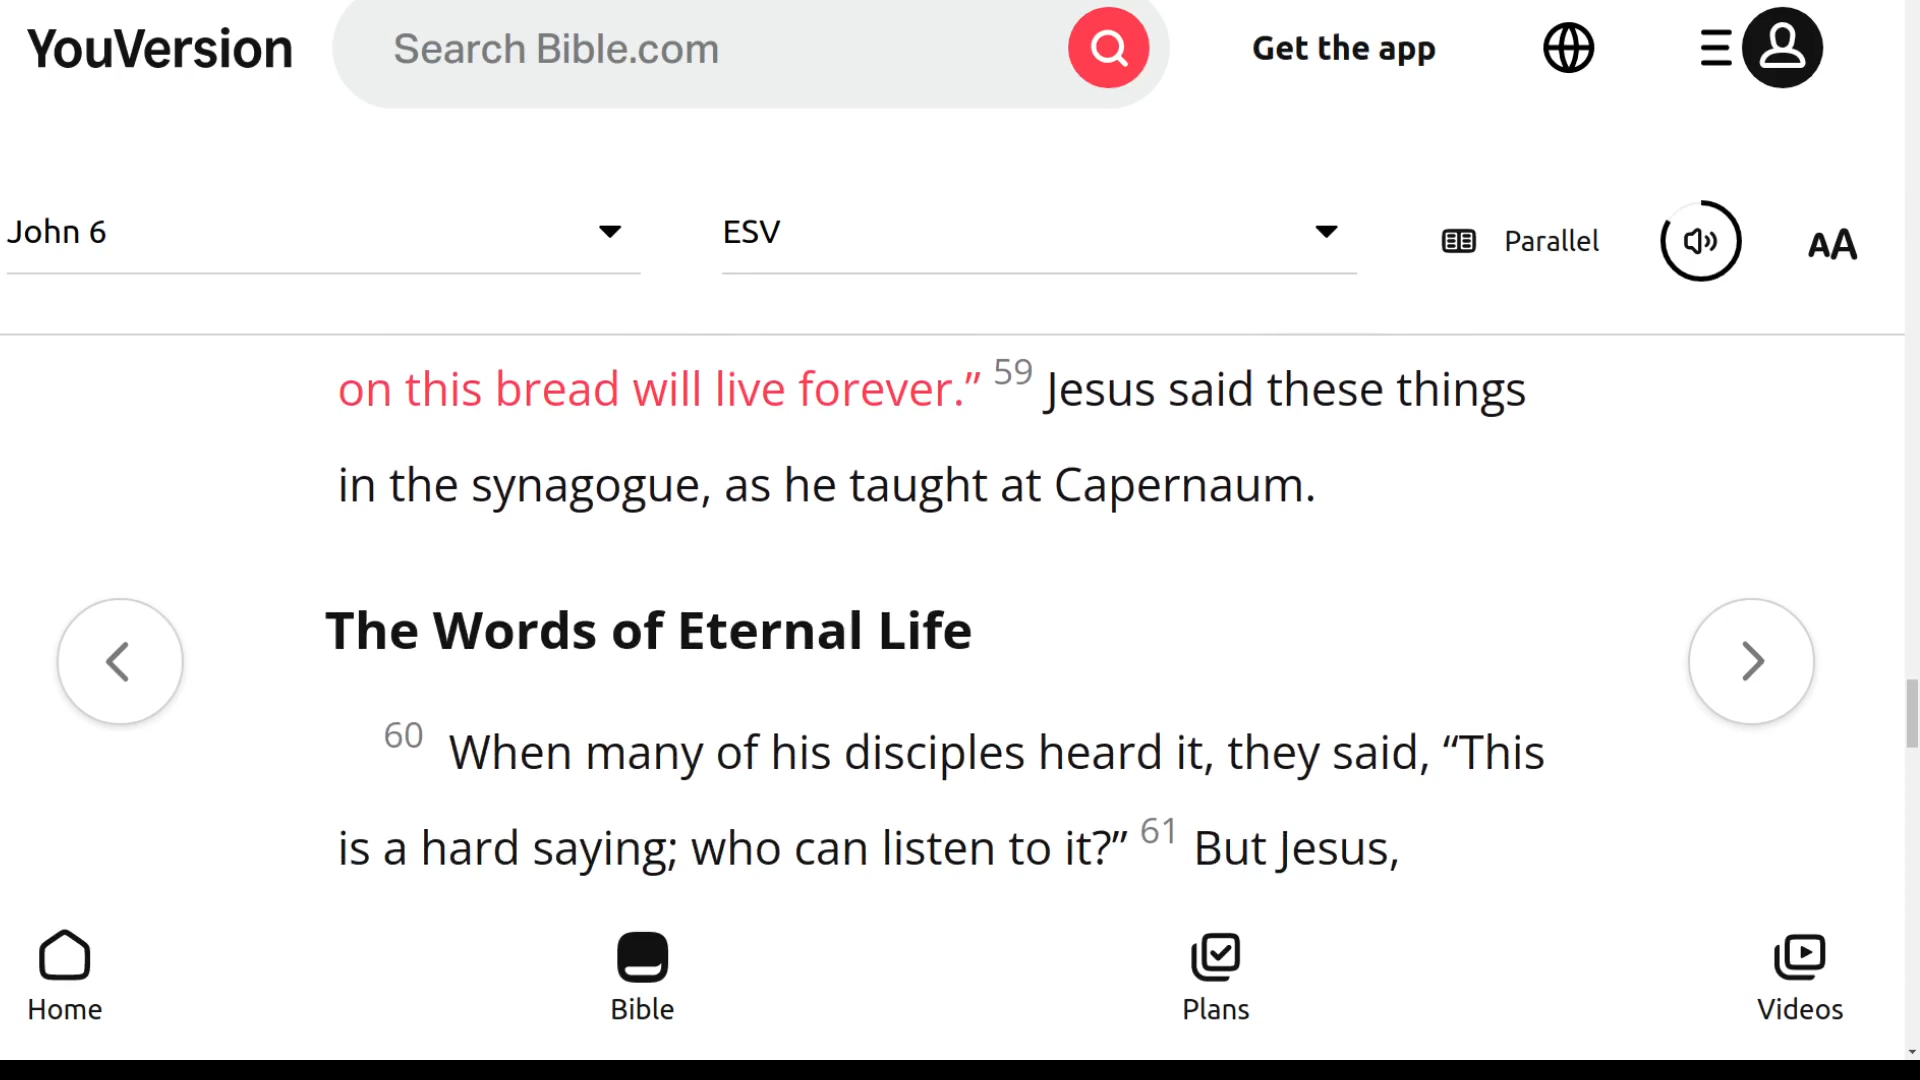 YouVersion
Search Bible.com
Get the app
John 6
ESV
Parallel
AA
on this bread will live forever.” 59 Jesus said these things
in the synagogue, as he taught at Capernaum.
The Words of Eternal Life
60 When many of his disciples heard it, they said, “This
is a hard saying; who can listen to it?” 61 But Jesus,
Home
Bible
Plans
Videos